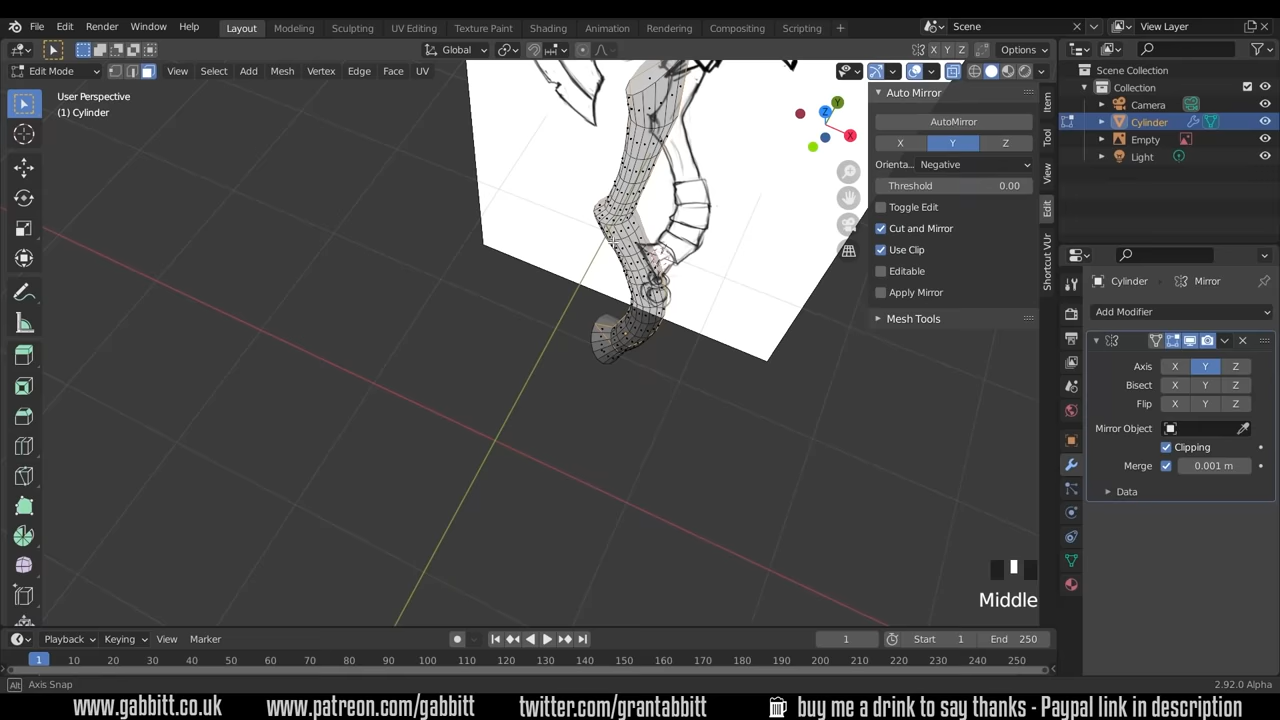 File Edit Render Window Help Layout Modeling Sculpting UV Editing Texture Paint Shading Animation Rendering Compositing Scripting + Scene View Layer
Global X Y Z Options
Edit Mode View Select Add Mesh Vertex Edge Face UV
User Perspective
(1) Cylinder
Z Y X
Auto Mirror
AutoMirror
X Y Z
Orienta.. Negative
Threshold 0.00
Toggle Edit
Cut and Mirror
Use Clip
Editable
Apply Mirror
Mesh Tools
Item
Tool
View
Edit
Shortcut VUr
Scene Collection
Collection
Camera
Cylinder
Empty
Light
Cylinder Mirror
Add Modifier
Axis X Y Z
Bisect X Y Z
Flip X Y Z
Mirror Object
Clipping
Merge 0.001 m
Data
Middle
Playback Keying View Marker 1 Start 1 End 250
1 10 20 30 40 50 60 70 80 90 100 110 120 130 140 150 160 170 180 190 200 210 220 230 240 250
Alt Axis Snap 2.92.0 Alpha
www.gabbitt.co.uk www.patreon.com/gabbitt twitter.com/grantabbitt buy me a drink to say thanks - Paypal link in description